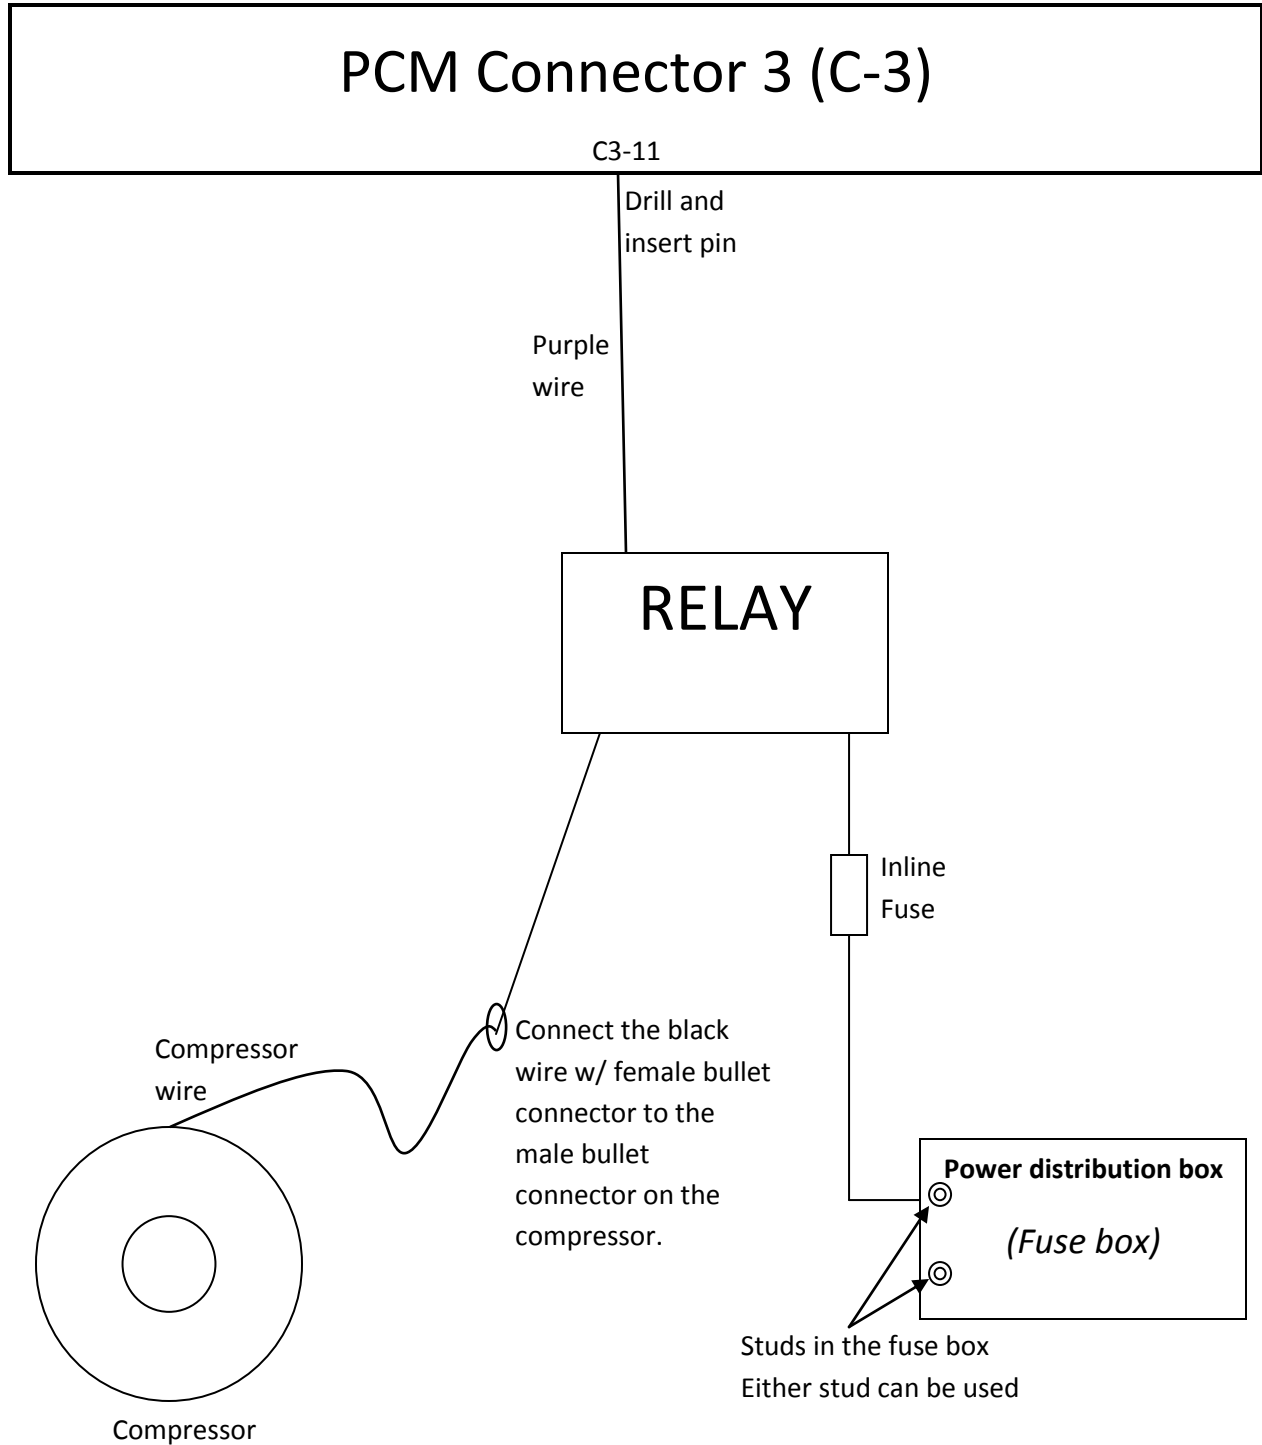 PCM Connector 3 (C-3)
C3-11
Drill and
insert pin
Purple
wire
RELAY
Inline
Fuse
Connect the black
wire w/ female bullet
connector to the
male bullet
connector on the
compressor.
Compressor
wire
Power distribution box
(Fuse box)
Studs in the fuse box
Either stud can be used
Compressor